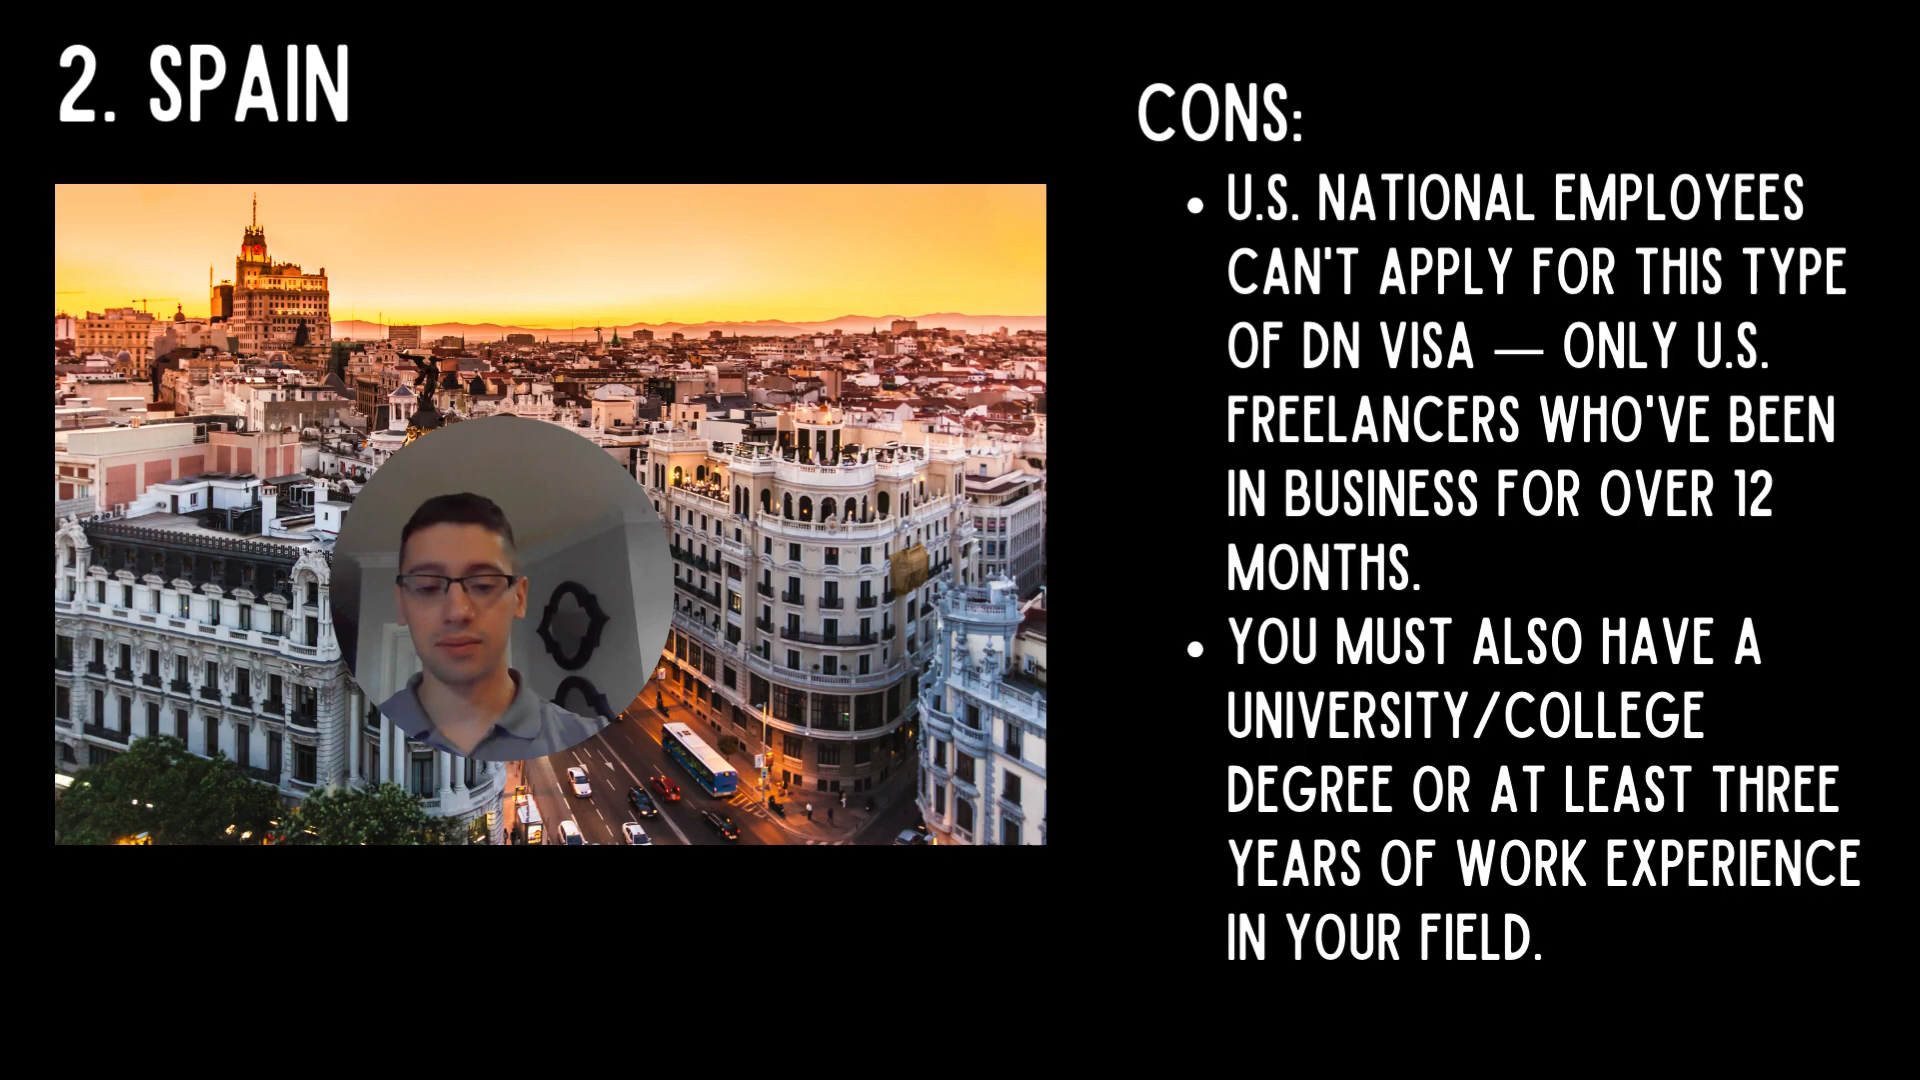 2. SPAIN
CONS:
• U.S. NATIONAL EMPLOYEES
CAN'T APPLY FOR THIS TYPE
OF DN VISA — ONLY U.S.
FREELANCERS WHO'VE BEEN
IN BUSINESS FOR OVER 12
MONTHS.
• YOU MUST ALSO HAVE A
UNIVERSITY/COLLEGE
DEGREE OR AT LEAST THREE
YEARS OF WORK EXPERIENCE
IN YOUR FIELD.